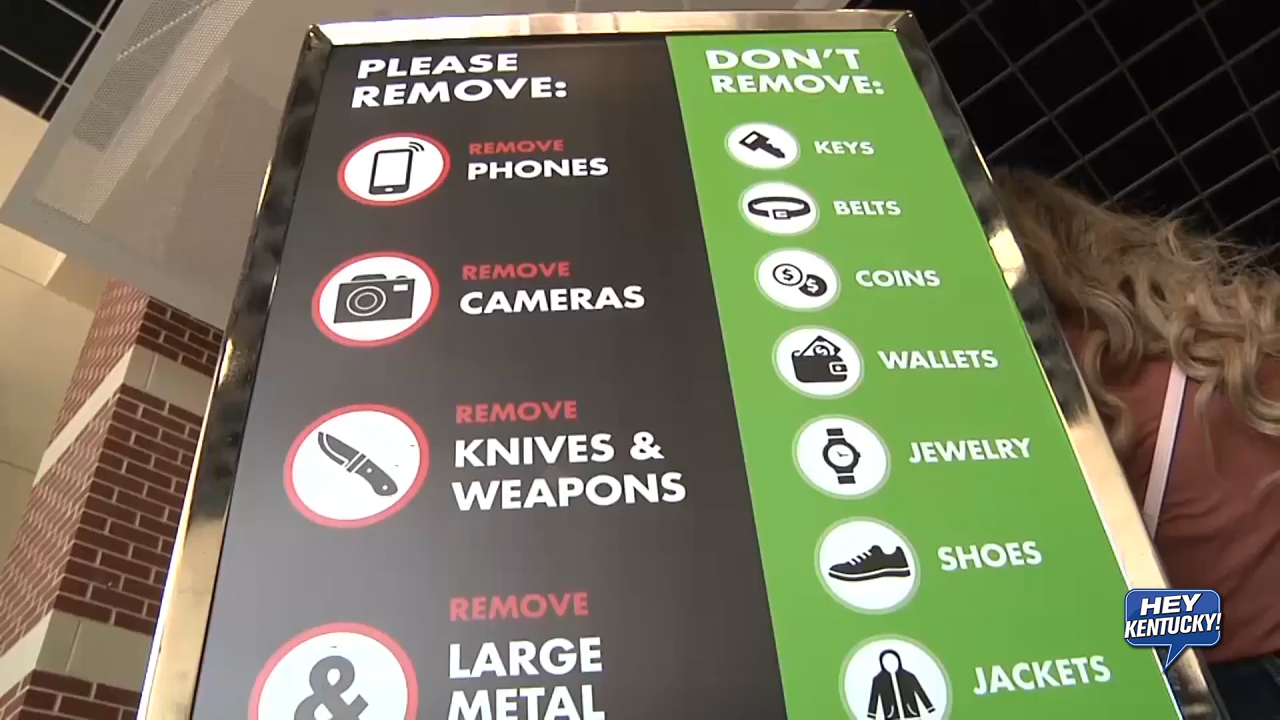 PLEASE
REMOVE:
REMOVE
PHONES
REMOVE
CAMERAS
REMOVE
KNIVES &
WEAPONS
REMOVE
LARGE
METAL
&
DON'T
REMOVE:
KEYS
BELTS
COINS
$ $
WALLETS
JEWELRY
SHOES
JACKETS
HEY
KENTUCKY!